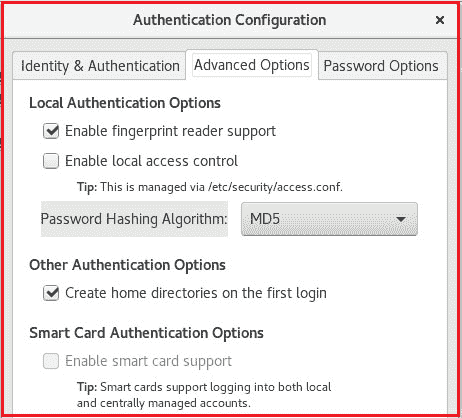 Authentication Configuration ×
Identity & Authentication Advanced Options Password Options
Local Authentication Options
Enable fingerprint reader support
Enable local access control
Tip: This is managed via /etc/security/access.conf.
Password Hashing Algorithm: MD5
Other Authentication Options
Create home directories on the first login
Smart Card Authentication Options
Enable smart card support
Tip: Smart cards support logging into both local
and centrally managed accounts.